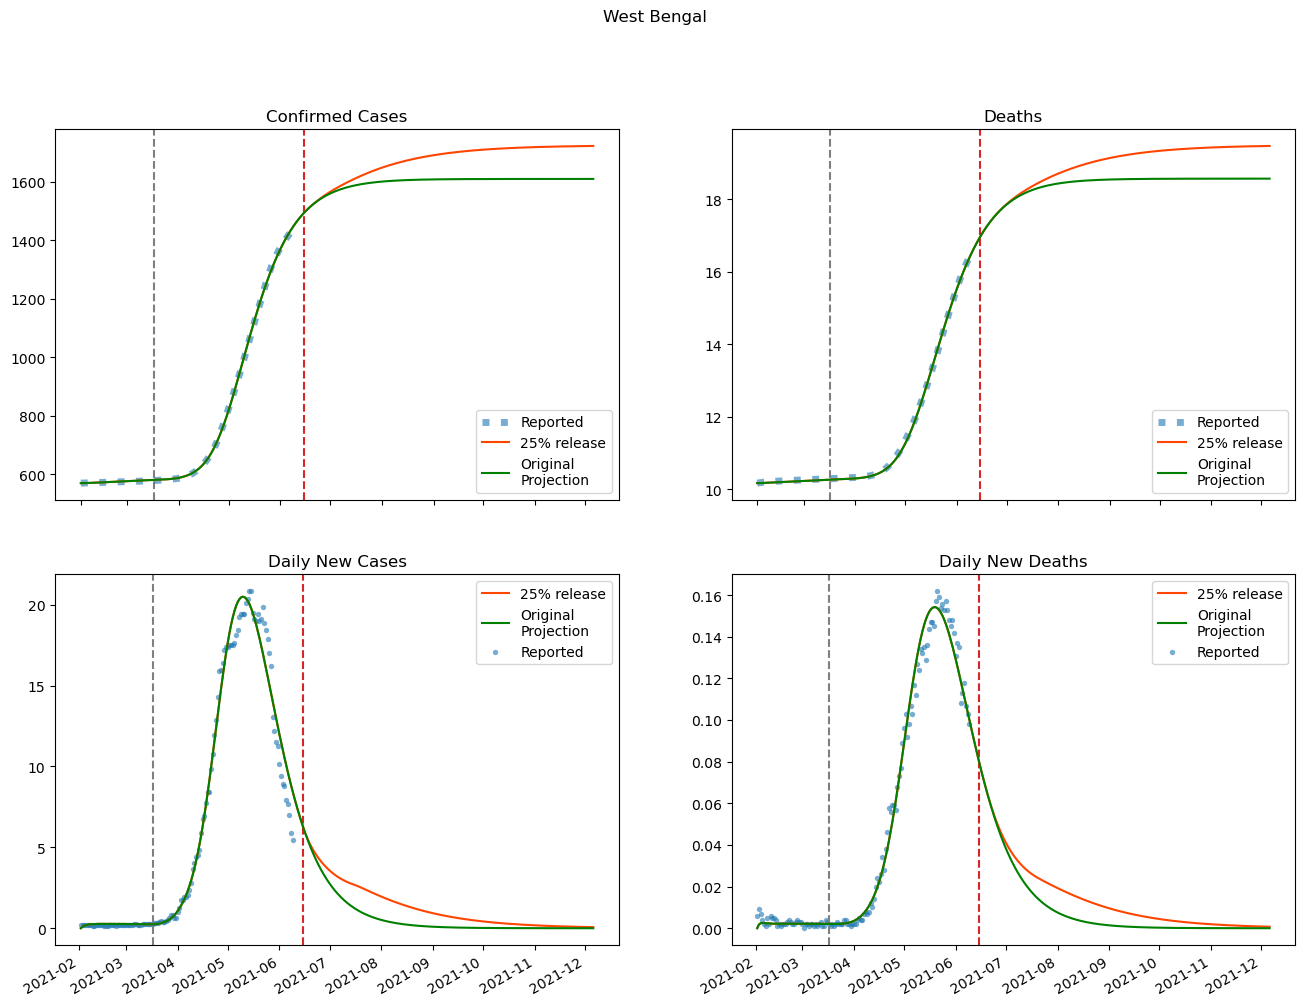 West Bengal
Confirmed Cases
1600
1400
1200
1000
800
600
Reported
25% release
Original
Projection
Deaths
18
16
14
12
10
Reported
25% release
Original
Projection
Daily New Cases
20
15
10
5
0
25% release
Original
Projection
Reported
2021-02
2021-03
2021-04
2021-05
2021-06
2021-07
2021-08
2021-09
2021-10
2021-11
2021-12
Daily New Deaths
0.16
0.14
0.12
0.10
0.08
0.06
0.04
0.02
0.00
25% release
Original
Projection
Reported
2021-02
2021-03
2021-04
2021-05
2021-06
2021-07
2021-08
2021-09
2021-10
2021-11
2021-12